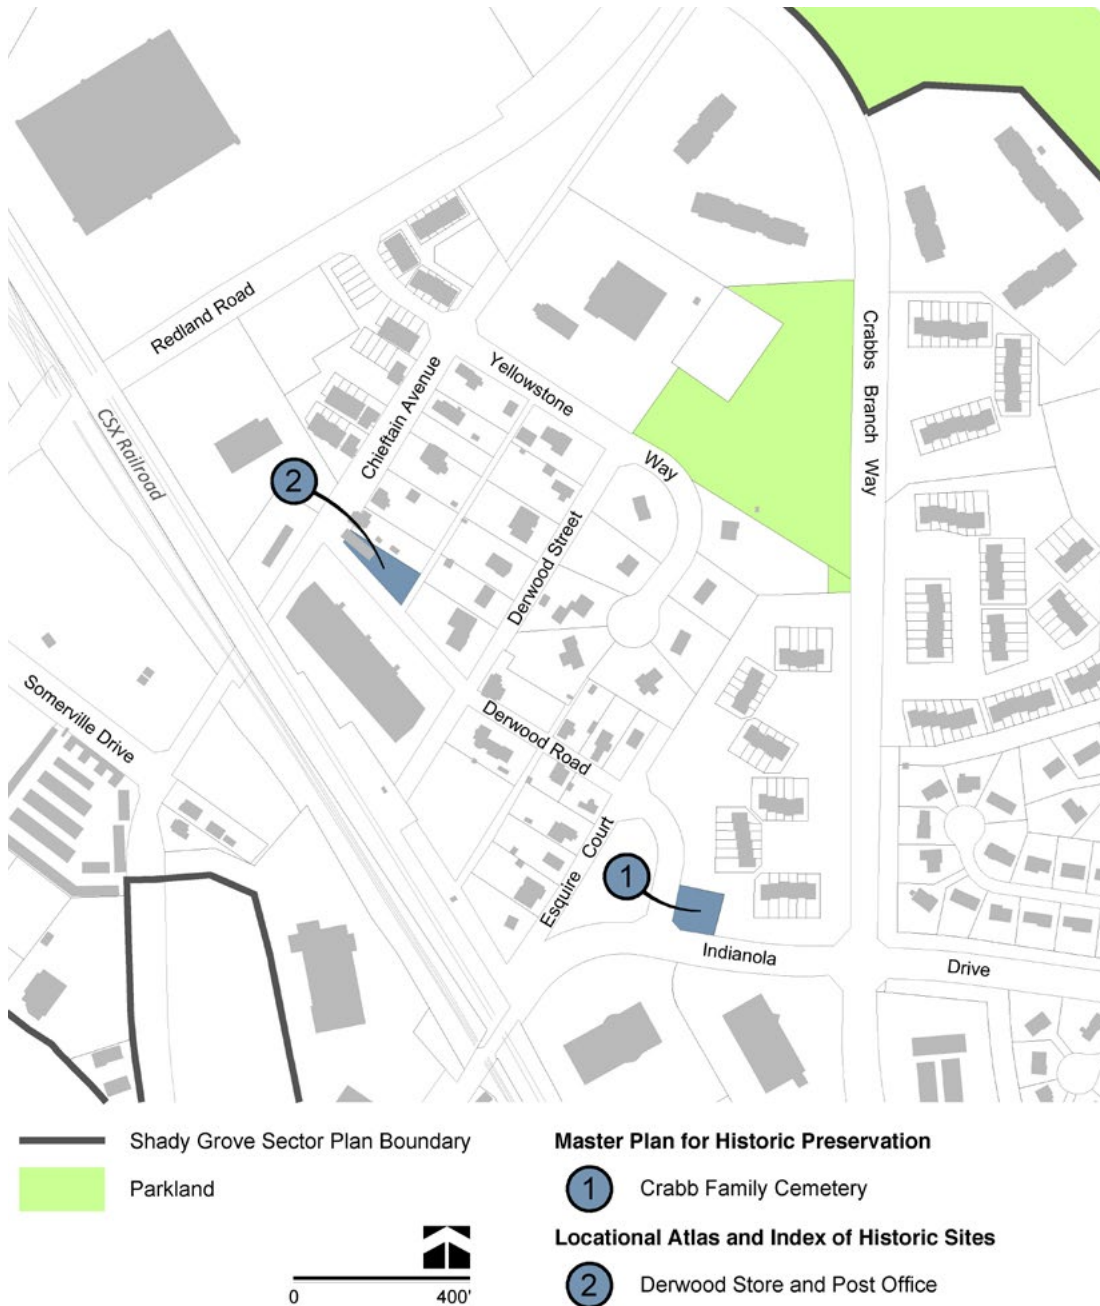 Redland Road
CSX Railroad
Chieftain Avenue
Yellowstone
Way
Crabbs Branch Way
2
Derwood Street
Somerville Drive
Derwood Road
Esquire Court
1
Indianola
Drive
Shady Grove Sector Plan Boundary
Parkland
0 400'
Master Plan for Historic Preservation
1 Crabb Family Cemetery
Locational Atlas and Index of Historic Sites
2 Derwood Store and Post Office